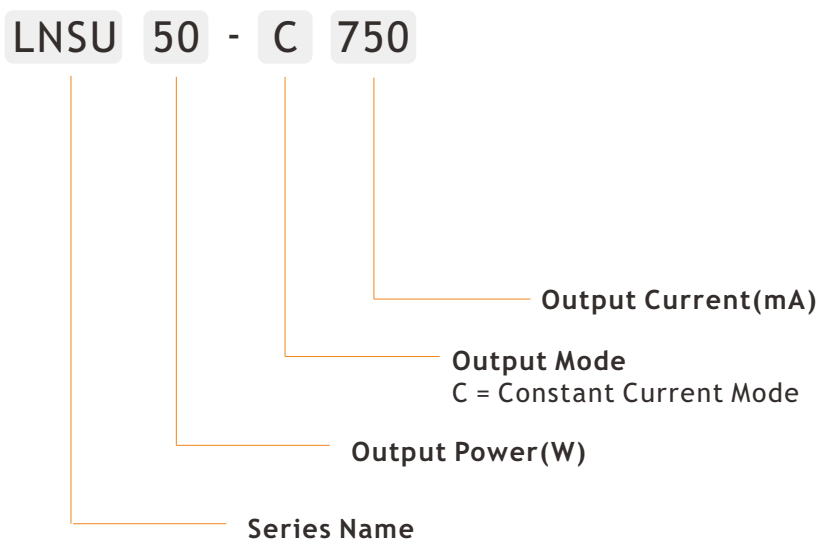 LNSU 50 - C 750
Output Current(mA)
Output Mode
C = Constant Current Mode
Output Power(W)
Series Name